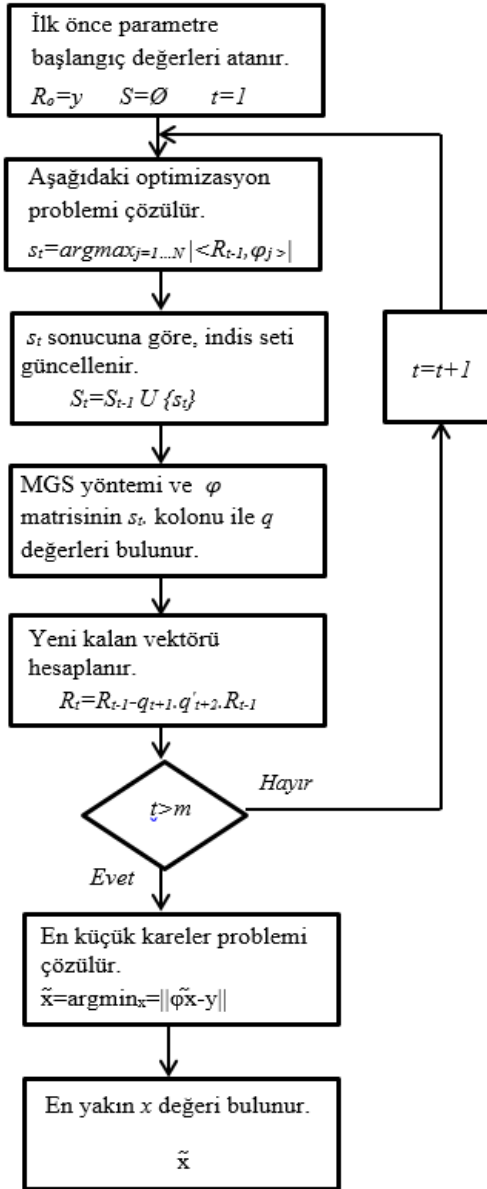 İlk önce parametre
başlangıç değerleri atanır.
Rₒ=y S=Ø t=1
Aşağıdaki optimizasyon
problemi çözülür.
sₜ=argmaxⱼ₌₁...N |<Rₜ₋₁,φⱼ >|
sₜ sonucuna göre, indis seti
güncellenir.
Sₜ=Sₜ₋₁ U {sₜ}
t=t+1
MGS yöntemi ve φ
matrisinin sₜ. kolonu ile q
değerleri bulunur.
Yeni kalan vektörü
hesaplanır.
Rₜ=Rₜ₋₁-qₜ₊₁.q'ₜ₊₂.Rₜ₋₁
t>m
Hayır
Evet
En küçük kareler problemi
çözülür.
x̃=argminₓ=||φx̃-y||
En yakın x değeri bulunur.
x̃